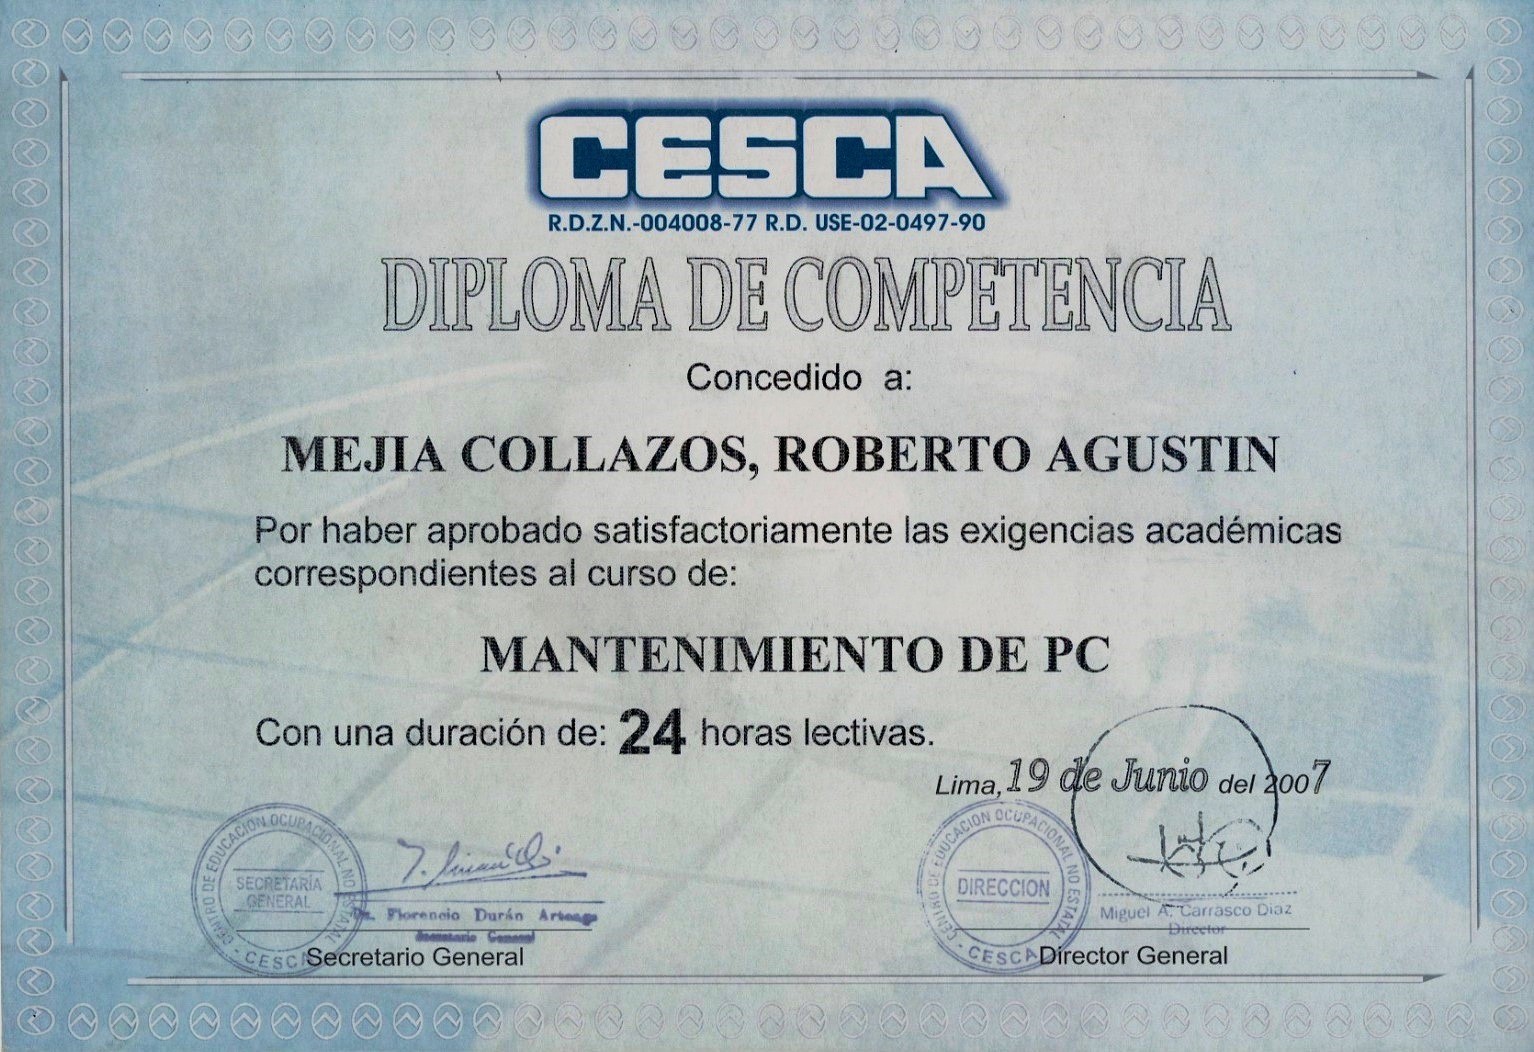 CESCA
R.D.Z.N.-004008-77 R.D. USE-02-0497-90
DIPLOMA DE COMPETENCIA
Concedido a:
MEJIA COLLAZOS, ROBERTO AGUSTIN
Por haber aprobado satisfactoriamente las exigencias académicas
correspondientes al curso de:
MANTENIMIENTO DE PC
Con una duración de: 24 horas lectivas.
Lima, 19 de Junio del 2007
CENTRO DE EDUCACION OCUPACIONAL NO ESTATAL
SECRETARIA
GENERAL
- CESCA
Florencio Durán Arteaga
Secretario General
Secretario General
CENTRO DE EDUCACION OCUPACIONAL NO ESTATAL
DIRECCION
- CESCA
Miguel A. Carrasco Diaz
Director
Director General